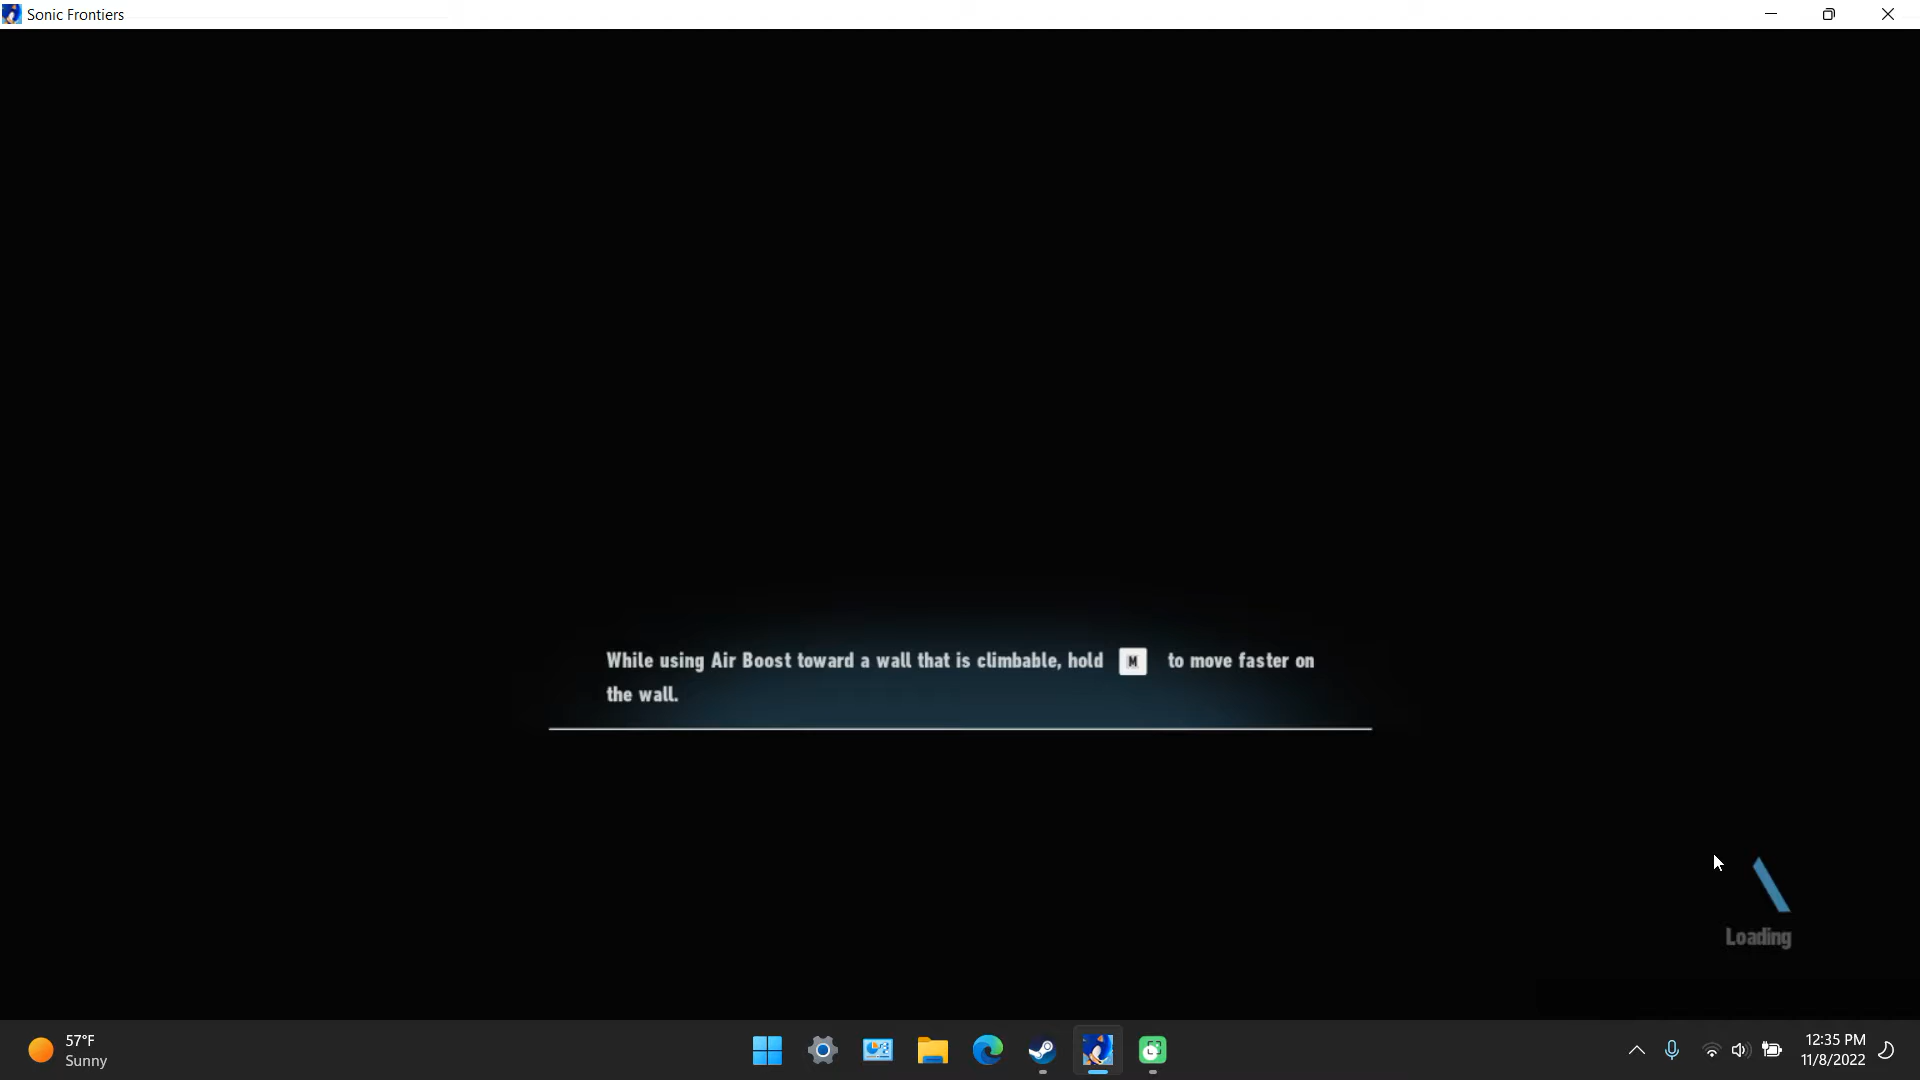 Sonic Frontiers
While using Air Boost toward a wall that is climbable, hold M to move faster on
the wall.
Loading
57°F
Sunny
12:35 PM
11/8/2022